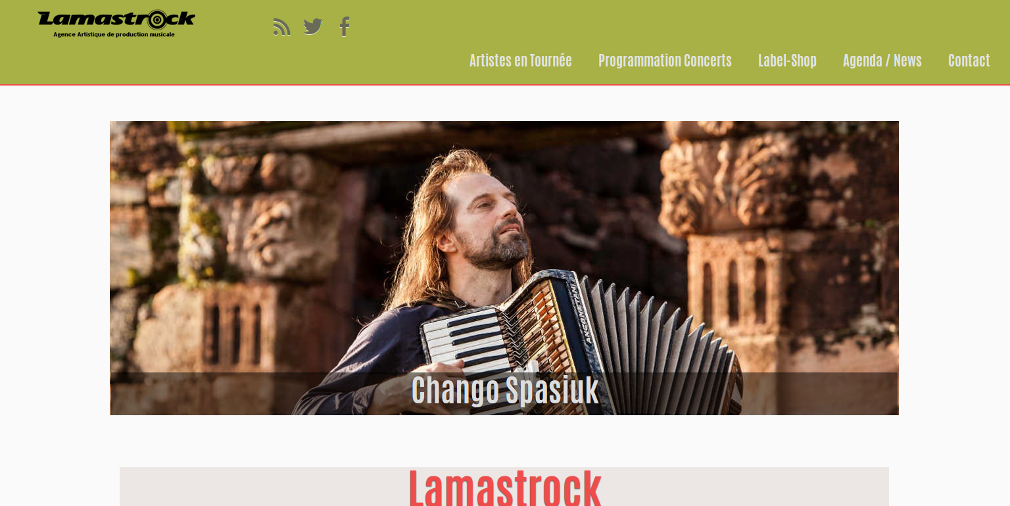 Lamastrock
Agence Artistique de production musicale
Artistes en Tournée
Programmation Concerts
Label-Shop
Agenda / News
Contact
Chango Spasiuk
Lamastrock